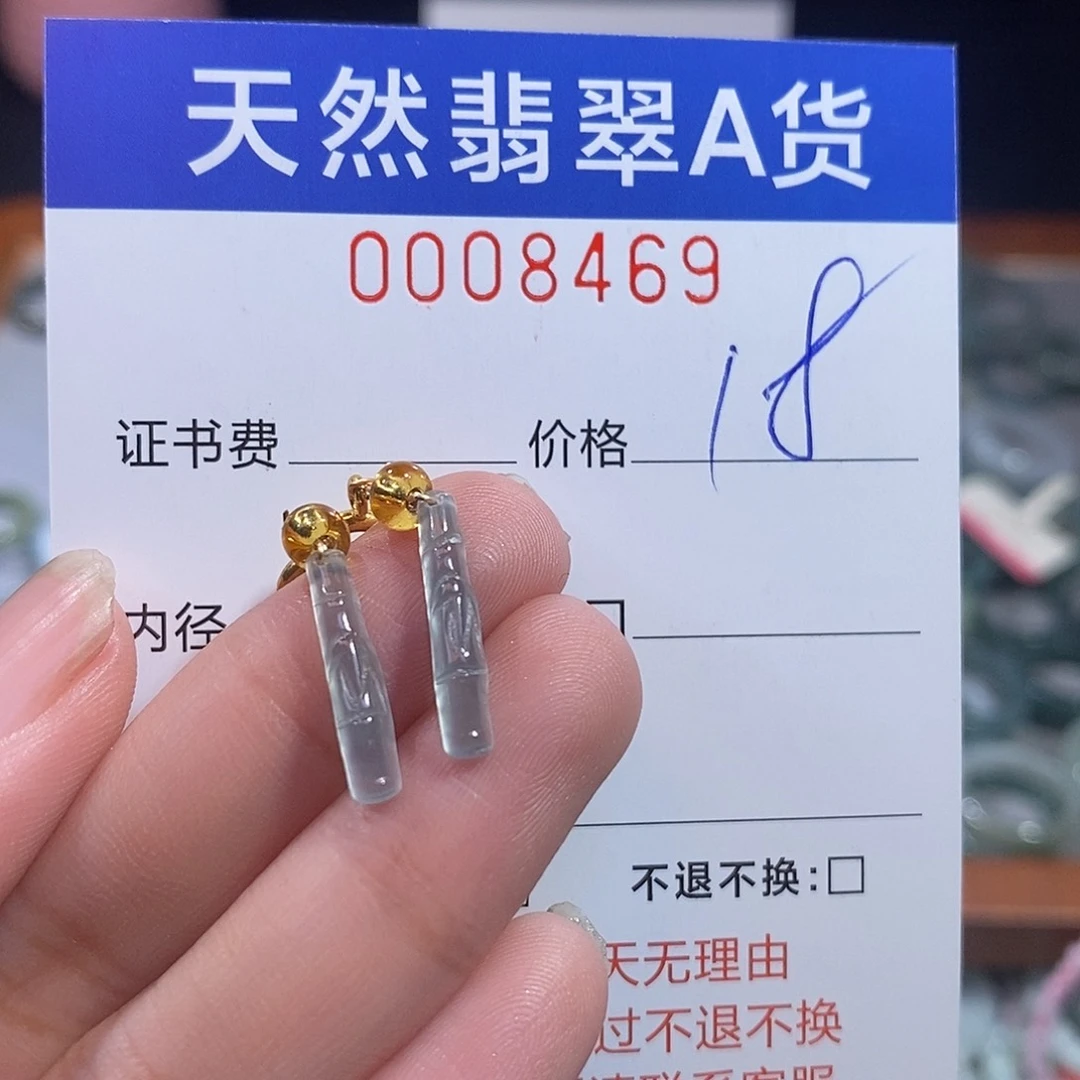 天然翡翠A货
0008469
证书费 价格 18
内径
不退不换:□
天无理由
过不退不换